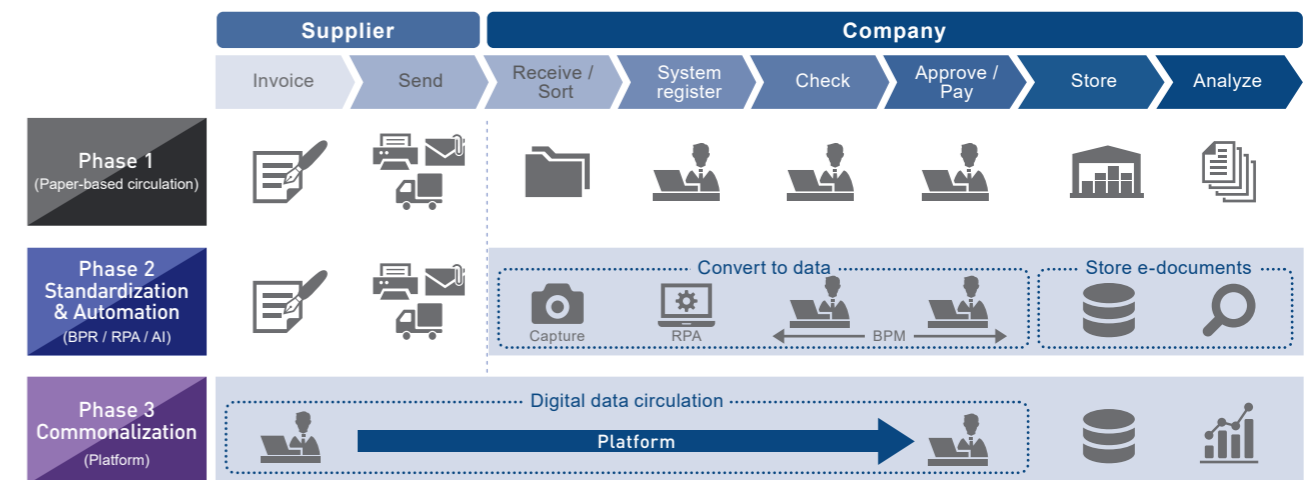 Supplier
Company
Invoice
Send
Receive /
Sort
System
register
Check
Approve /
Pay
Store
Analyze
Phase 1
(Paper-based circulation)
Phase 2
Standardization
& Automation
(BPR / RPA / AI)
Convert to data
Store e-documents
Capture
RPA
BPM
Phase 3
Commonalization
(Platform)
Digital data circulation
Platform